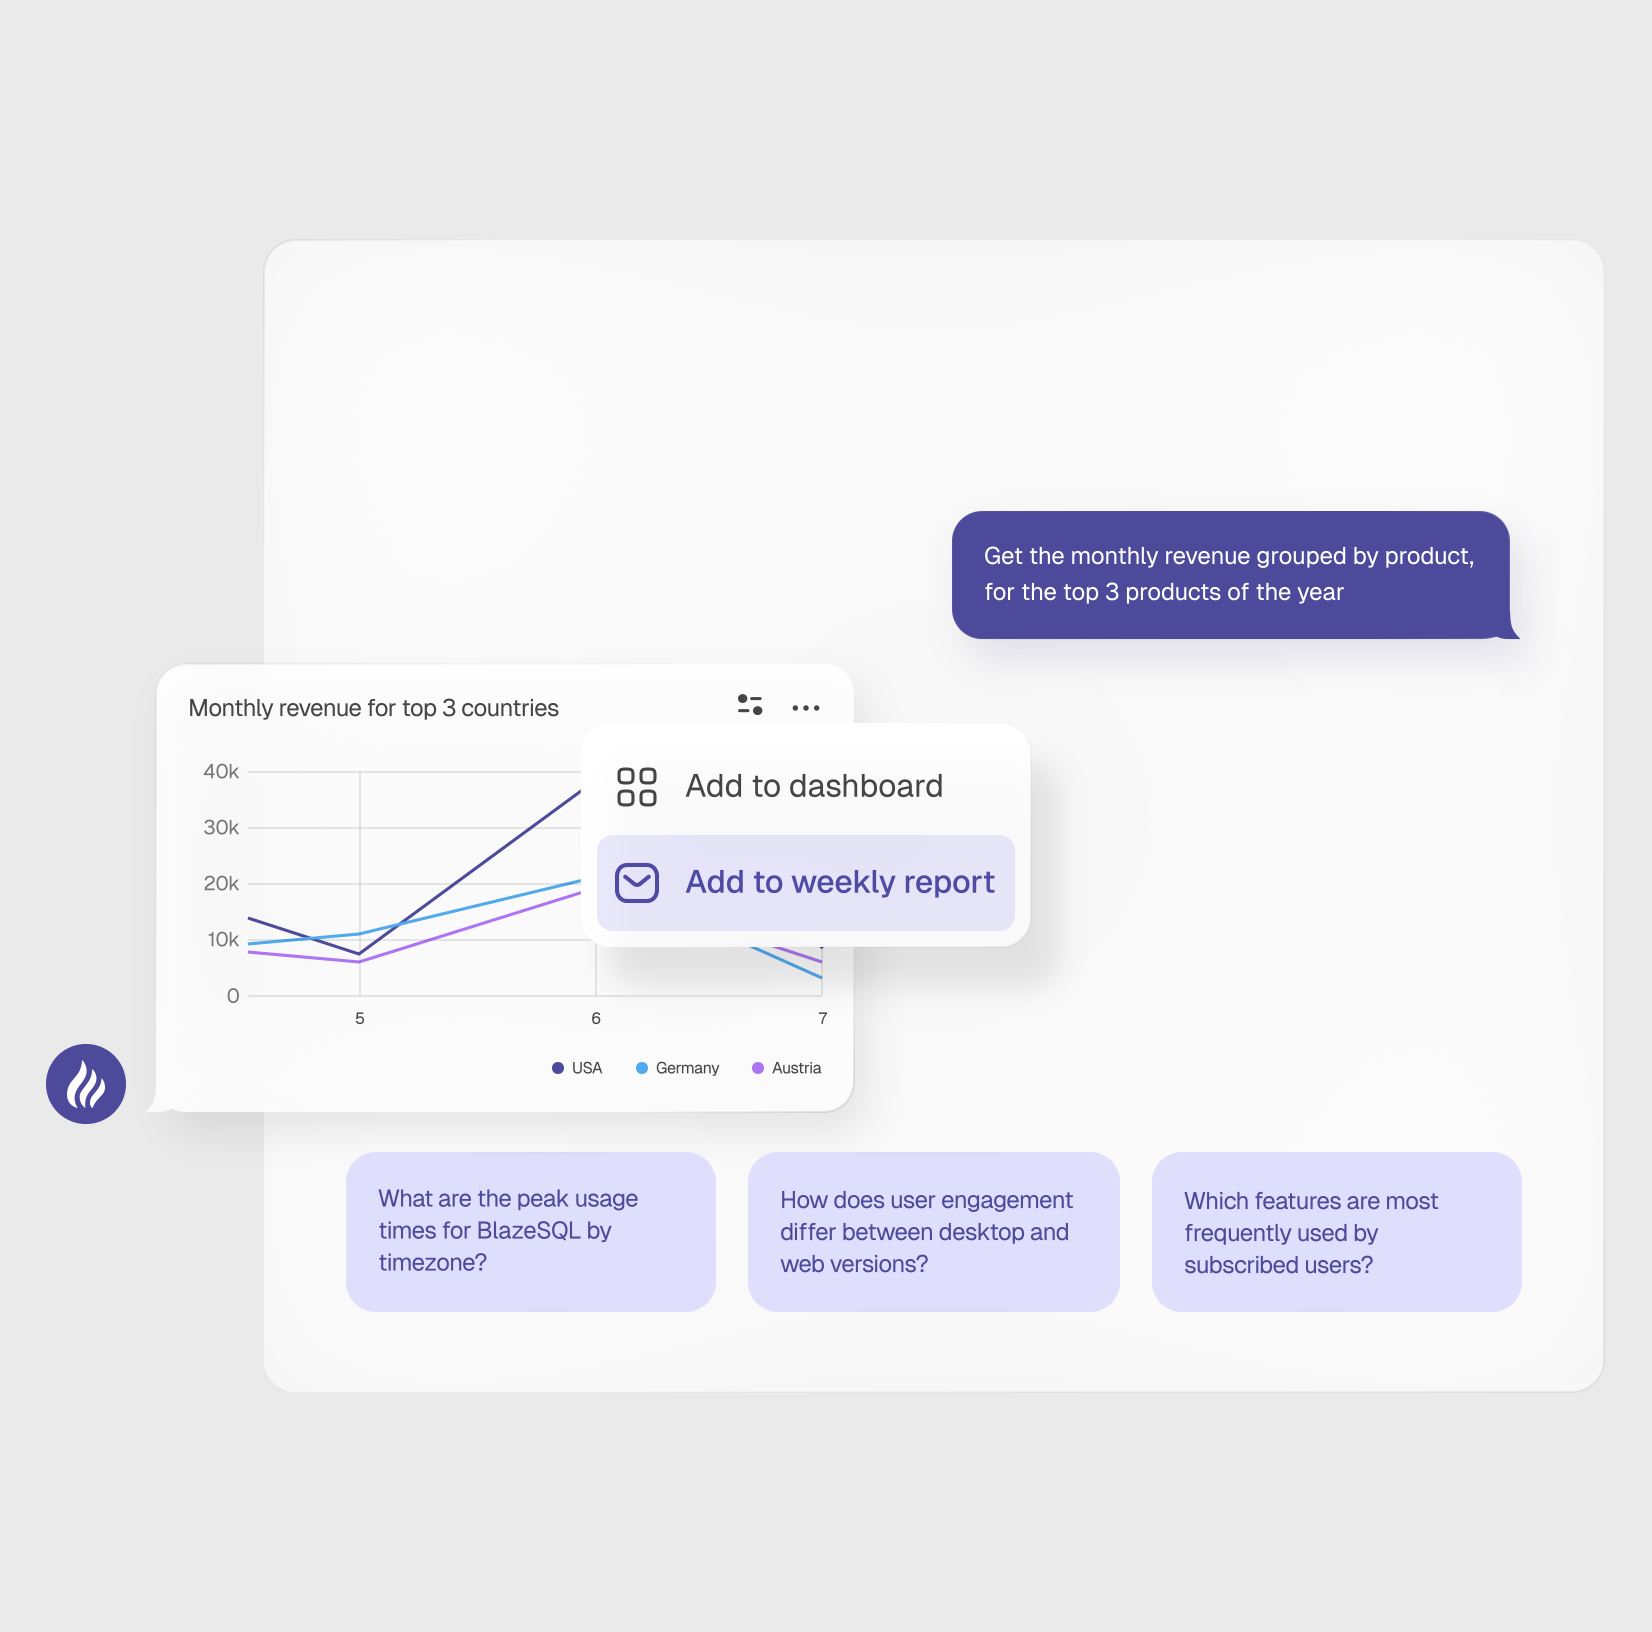 Get the monthly revenue grouped by product,
for the top 3 products of the year
Monthly revenue for top 3 countries
Add to dashboard
Add to weekly report
40k
30k
20k
10k
0
5
6
7
USA
Germany
Austria
What are the peak usage
times for BlazeSQL by
timezone?
How does user engagement
differ between desktop and
web versions?
Which features are most
frequently used by
subscribed users?